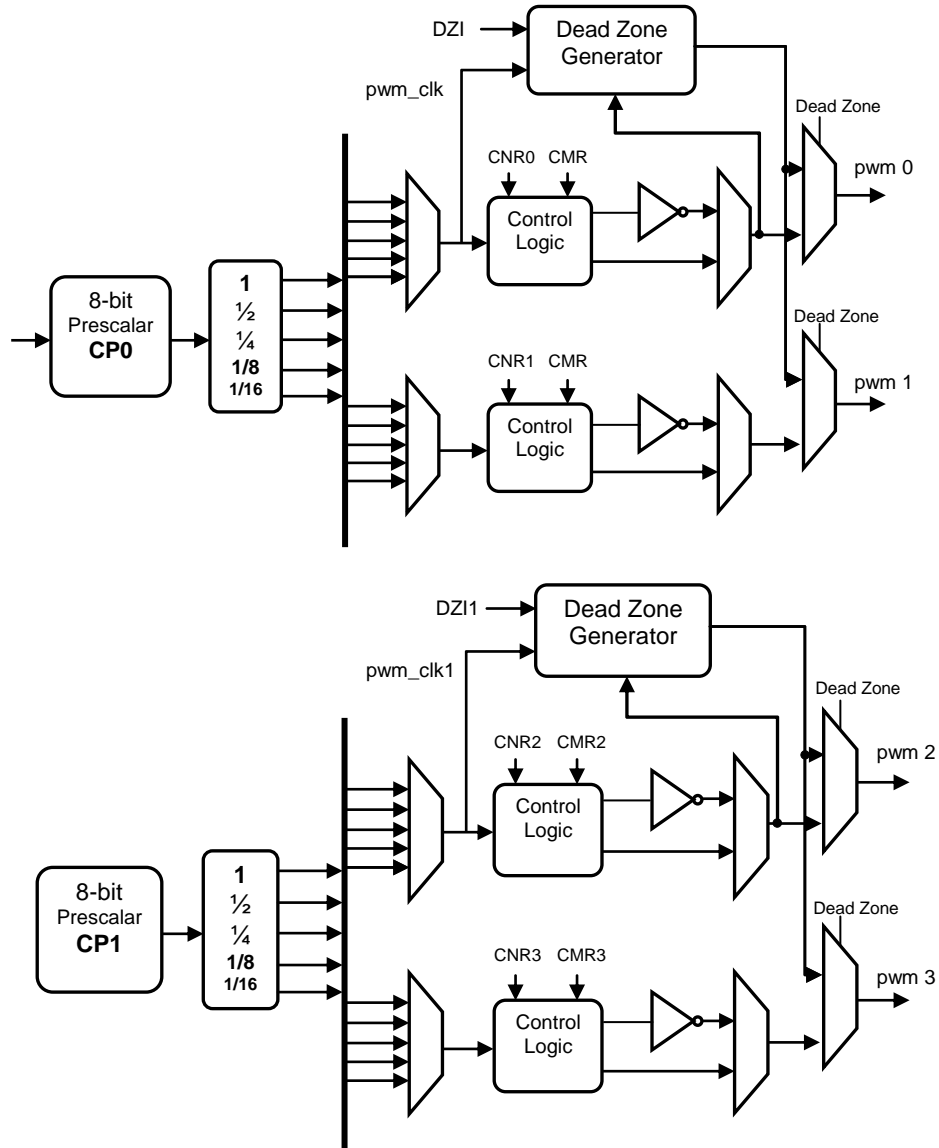 DZI
Dead Zone
Generator
pwm_clk
Dead Zone
CNR0
CMR
pwm 0
Control
Logic
8-bit
Prescalar
CP0
1
½
¼
1/8
1/16
Dead Zone
CNR1
CMR
pwm 1
Control
Logic
DZI1
Dead Zone
Generator
pwm_clk1
Dead Zone
CNR2
CMR2
pwm 2
Control
Logic
8-bit
Prescalar
CP1
1
½
¼
1/8
1/16
Dead Zone
CNR3
CMR3
pwm 3
Control
Logic